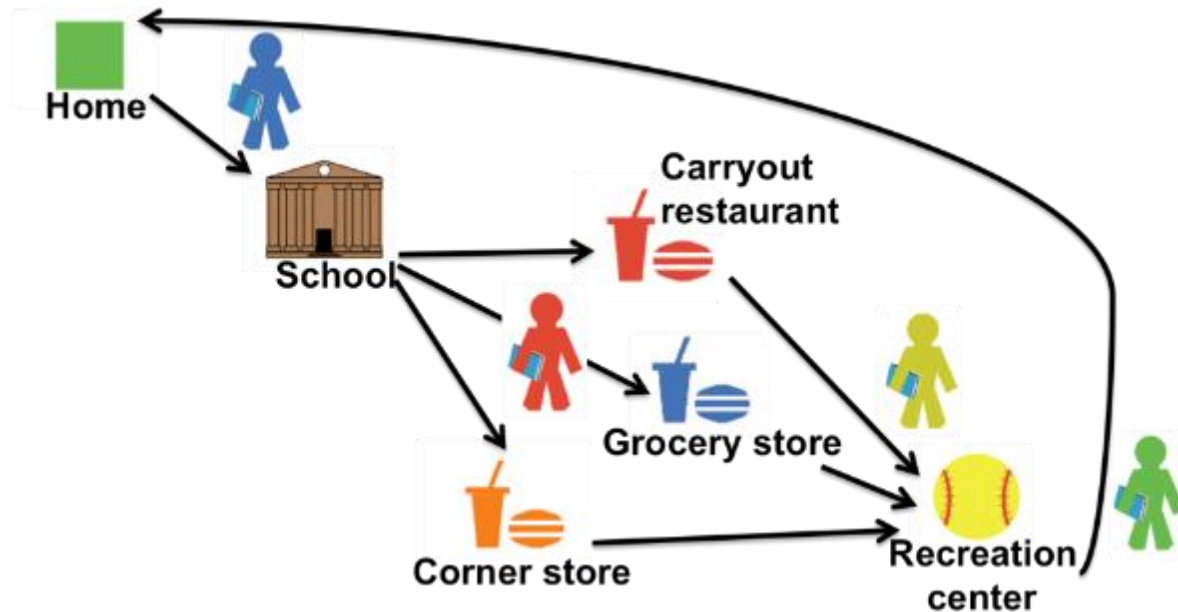 Home
School
Carryout
restaurant
Grocery store
Corner store
Recreation
center